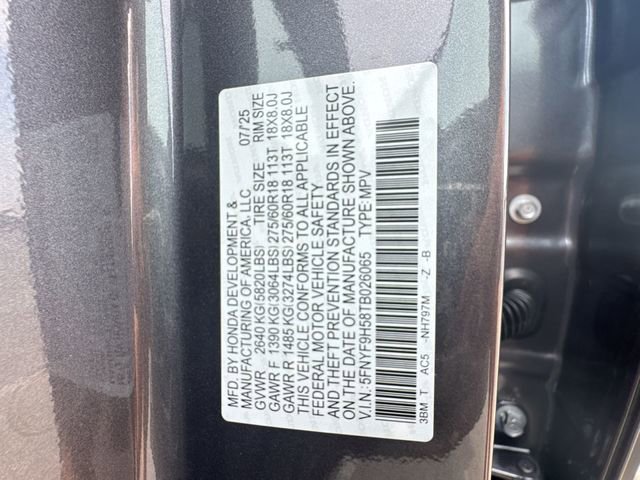 MFD. BY HONDA DEVELOPMENT &
MANUFACTURING OF AMERICA, LLC 07/25
GVWR 2640 KG(5820LBS) TIRE SIZE RIM SIZE
GAWR F 1390 KG(3064LBS)275/60R18 113T 18X8.0J
GAWR R 1485 KG(3274LBS)275/60R18 113T 18X8.0J
THIS VEHICLE CONFORMS TO ALL APPLICABLE
FEDERAL MOTOR VEHICLE SAFETY
AND THEFT PREVENTION STANDARDS IN EFFECT
ON THE DATE OF MANUFACTURE SHOWN ABOVE.
V.I.N.:5FNYF9H58TB026065 TYPE:MPV
3BM T AC5 -NH797M -Z -B